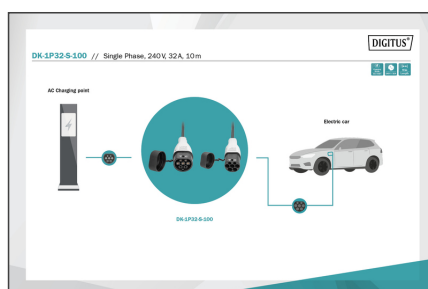 DIGITUS®
DK-1P32-S-100 // Single Phase, 240V, 32A, 10m
AC Charging point
Electric car
DK-1P32-S-100